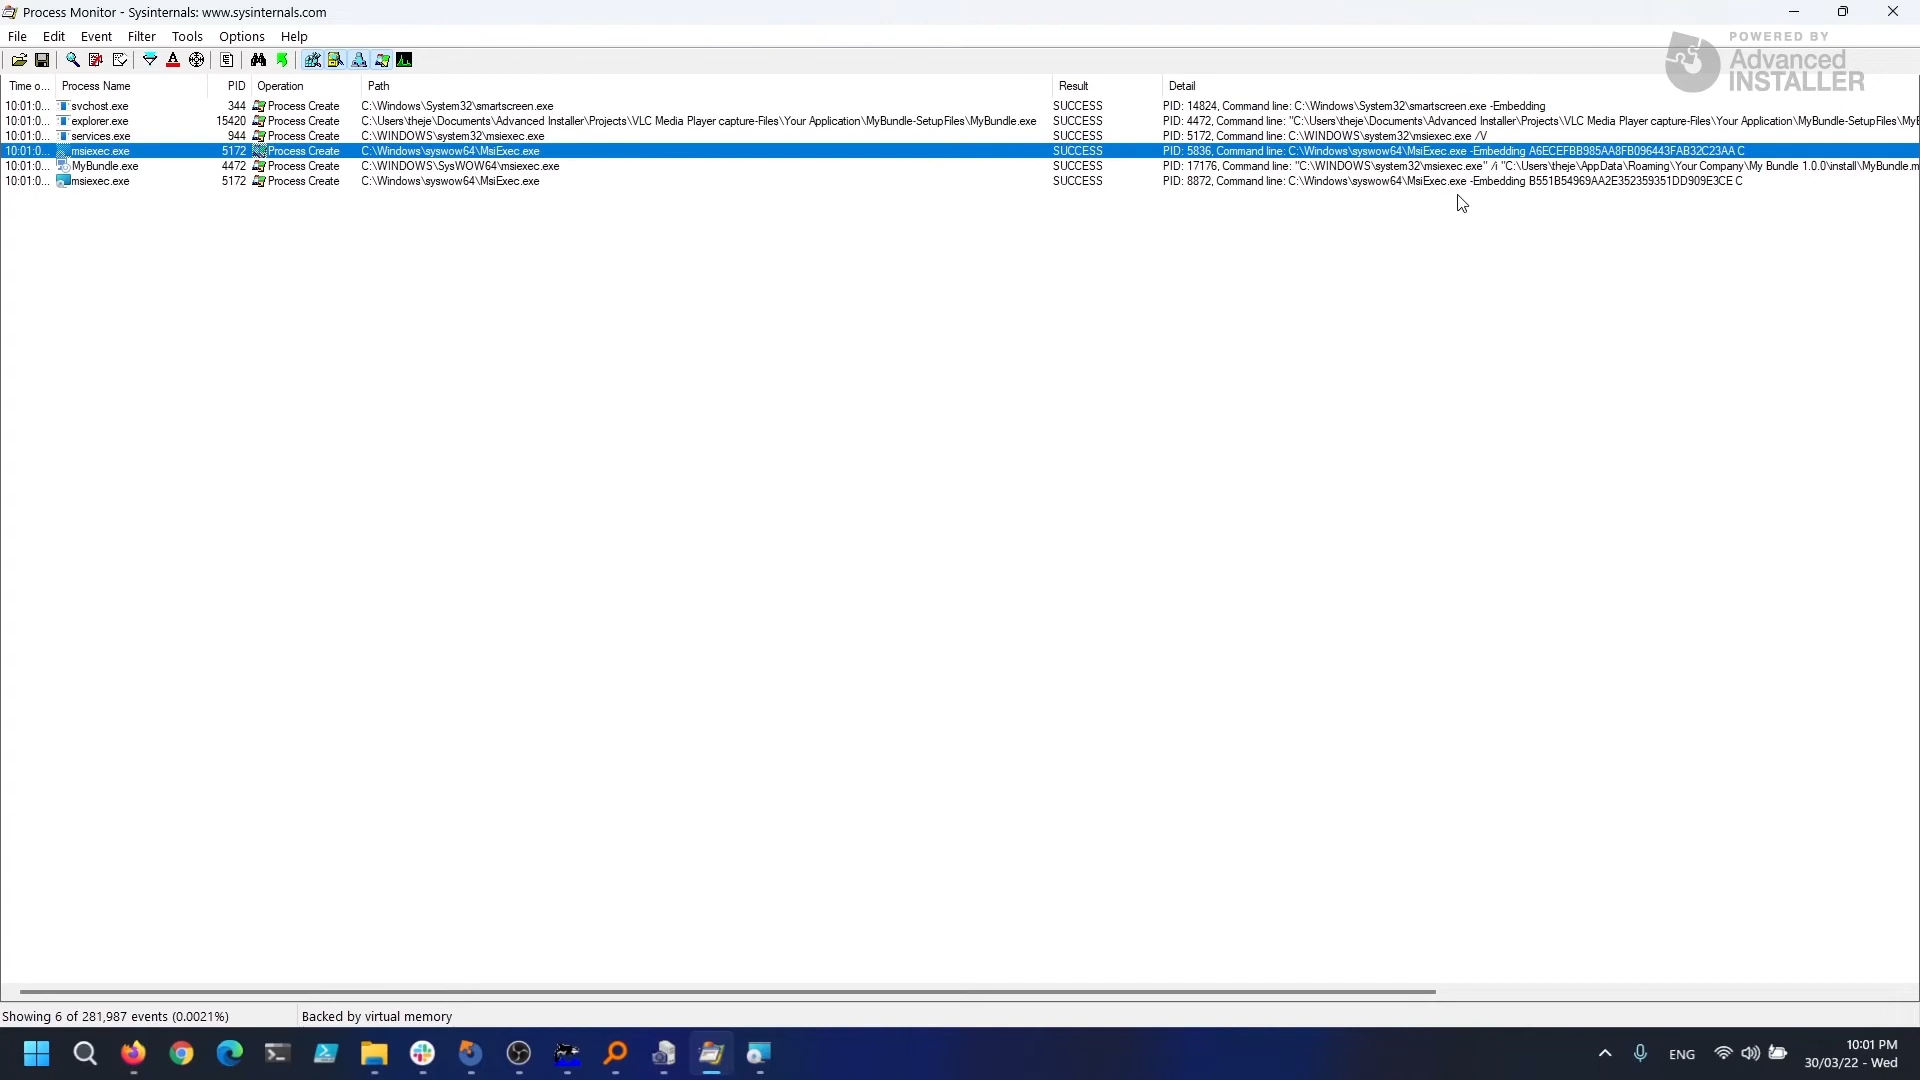 Process Monitor - Sysinternals: www.sysinternals.com
File Edit Event Filter Tools Options Help
POWERED BY
Advanced
INSTALLER
Time o... Process Name PID Operation Path Result Detail
10:01:0... svchost.exe 344 Process Create C:\Windows\System32\smartscreen.exe SUCCESS PID: 14824, Command line: C:\Windows\System32\smartscreen.exe -Embedding
10:01:0... explorer.exe 15420 Process Create C:\Users\theje\Documents\Advanced Installer\Projects\VLC Media Player capture-Files\Your Application\MyBundle-SetupFiles\MyBundle.exe SUCCESS PID: 4472, Command line: "C:\Users\theje\Documents\Advanced Installer\Projects\VLC Media Player capture-Files\Your Application\MyBundle-SetupFiles\MyB
10:01:0... services.exe 944 Process Create C:\WINDOWS\system32\msiexec.exe SUCCESS PID: 5172, Command line: C:\WINDOWS\system32\msiexec.exe /V
10:01:0... msiexec.exe 5172 Process Create C:\Windows\syswow64\MsiExec.exe SUCCESS PID: 5836, Command line: C:\Windows\syswow64\MsiExec.exe -Embedding A6ECEFBB985AA8FB096443FAB32C23AA C
10:01:0... MyBundle.exe 4472 Process Create C:\WINDOWS\SysWOW64\msiexec.exe SUCCESS PID: 17176, Command line: "C:\WINDOWS\system32\msiexec.exe" /i "C:\Users\theje\AppData\Roaming\Your Company\My Bundle 1.0.0\install\MyBundle.m
10:01:0... msiexec.exe 5172 Process Create C:\Windows\syswow64\MsiExec.exe SUCCESS PID: 8872, Command line: C:\Windows\syswow64\MsiExec.exe -Embedding B551B54969AA2E352359351DD909E3CE C
Showing 6 of 281,987 events (0.0021%) Backed by virtual memory
ENG
10:01 PM
30/03/22 - Wed